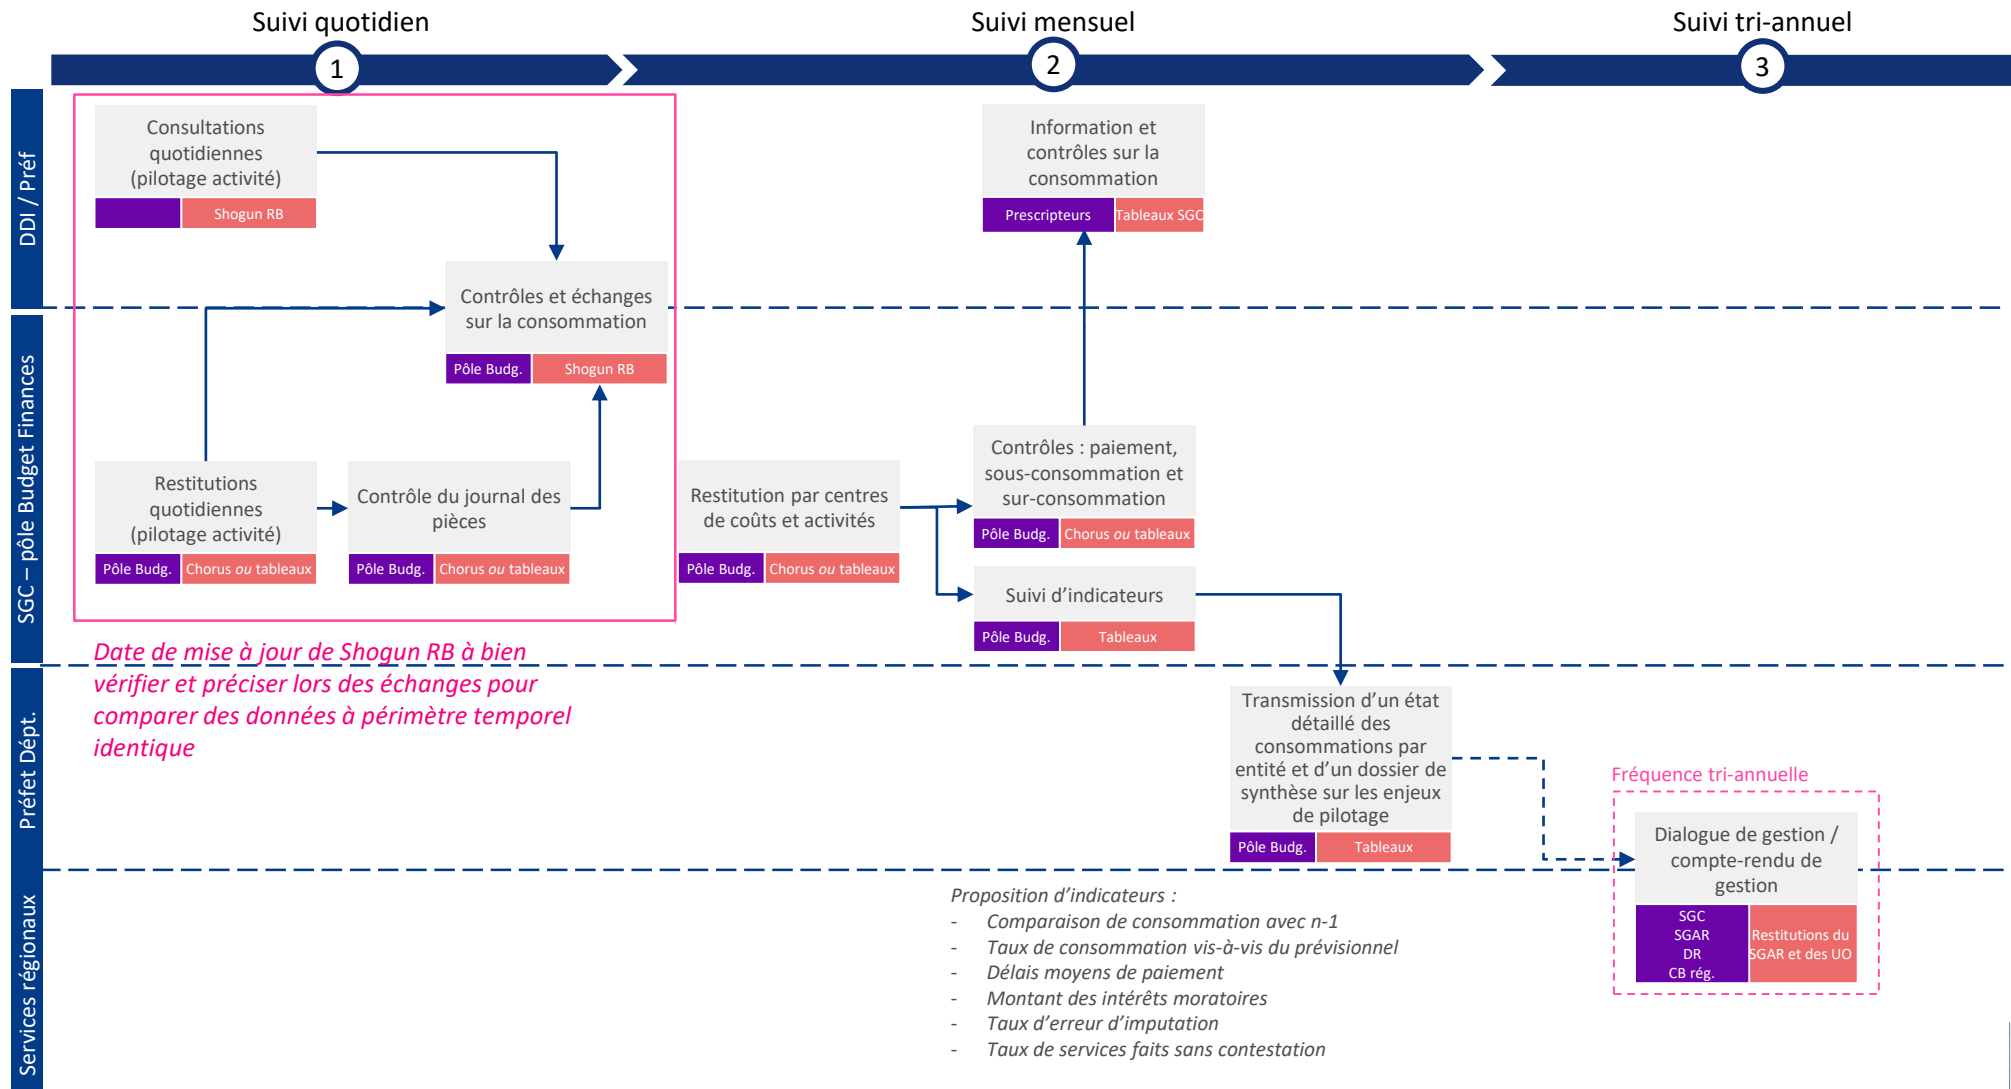 Suivi quotidien
Suivi mensuel
Suivi tri-annuel
1
2
3
DDI / Préf
Consultations
quotidiennes
(pilotage activité)
Shogun RB
Information et
contrôles sur la
consommation
Prescripteurs
Tableaux SGC
Contrôles et échanges
sur la consommation
Pôle Budg.
Shogun RB
SGC – pôle Budget Finances
Restitutions
quotidiennes
(pilotage activité)
Pôle Budg.
Chorus ou tableaux
Contrôle du journal des
pièces
Pôle Budg.
Chorus ou tableaux
Restitution par centres
de coûts et activités
Pôle Budg.
Chorus ou tableaux
Contrôles : paiement,
sous-consommation et
sur-consommation
Pôle Budg.
Chorus ou tableaux
Suivi d’indicateurs
Pôle Budg.
Tableaux
Date de mise à jour de Shogun RB à bien
vérifier et préciser lors des échanges pour
comparer des données à périmètre temporel
identique
Préfet Dépt.
Transmission d’un état
détaillé des
consommations par
entité et d’un dossier de
synthèse sur les enjeux
de pilotage
Pôle Budg.
Tableaux
Fréquence tri-annuelle
Dialogue de gestion /
compte-rendu de
gestion
SGC
SGAR
DR
CB rég.
Restitutions du
SGAR et des UO
Services régionaux
Proposition d’indicateurs :
- Comparaison de consommation avec n-1
- Taux de consommation vis-à-vis du prévisionnel
- Délais moyens de paiement
- Montant des intérêts moratoires
- Taux d’erreur d’imputation
- Taux de services faits sans contestation